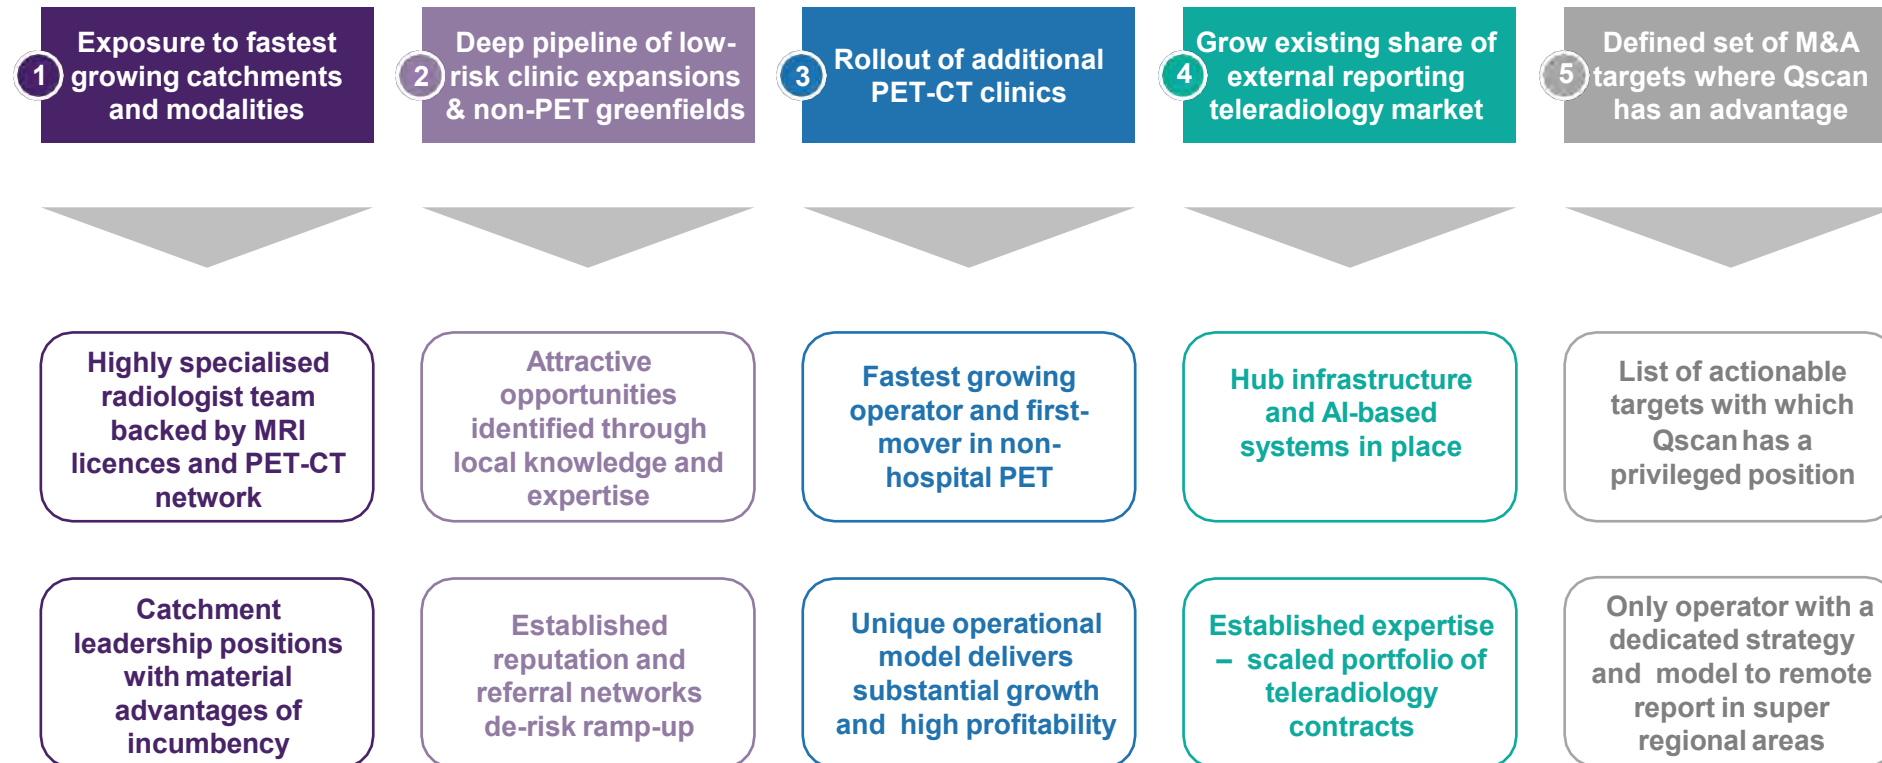 1
Exposure to fastest
growing catchments
and modalities
2
Deep pipeline of low-
risk clinic expansions
& non-PET greenfields
3
Rollout of additional
PET-CT clinics
4
Grow existing share of
external reporting
teleradiology market
5
Defined set of M&A
targets where Qscan
has an advantage
Highly specialised
radiologist team
backed by MRI
licences and PET-CT
network
Attractive
opportunities
identified through
local knowledge and
expertise
Fastest growing
operator and first-
mover in non-
hospital PET
Hub infrastructure
and AI-based
systems in place
List of actionable
targets with which
Qscan has a
privileged position
Catchment
leadership positions
with material
advantages of
incumbency
Established
reputation and
referral networks
de-risk ramp-up
Unique operational
model delivers
substantial growth
and high profitability
Established expertise
– scaled portfolio of
teleradiology
contracts
Only operator with a
dedicated strategy
and model to remote
report in super
regional areas